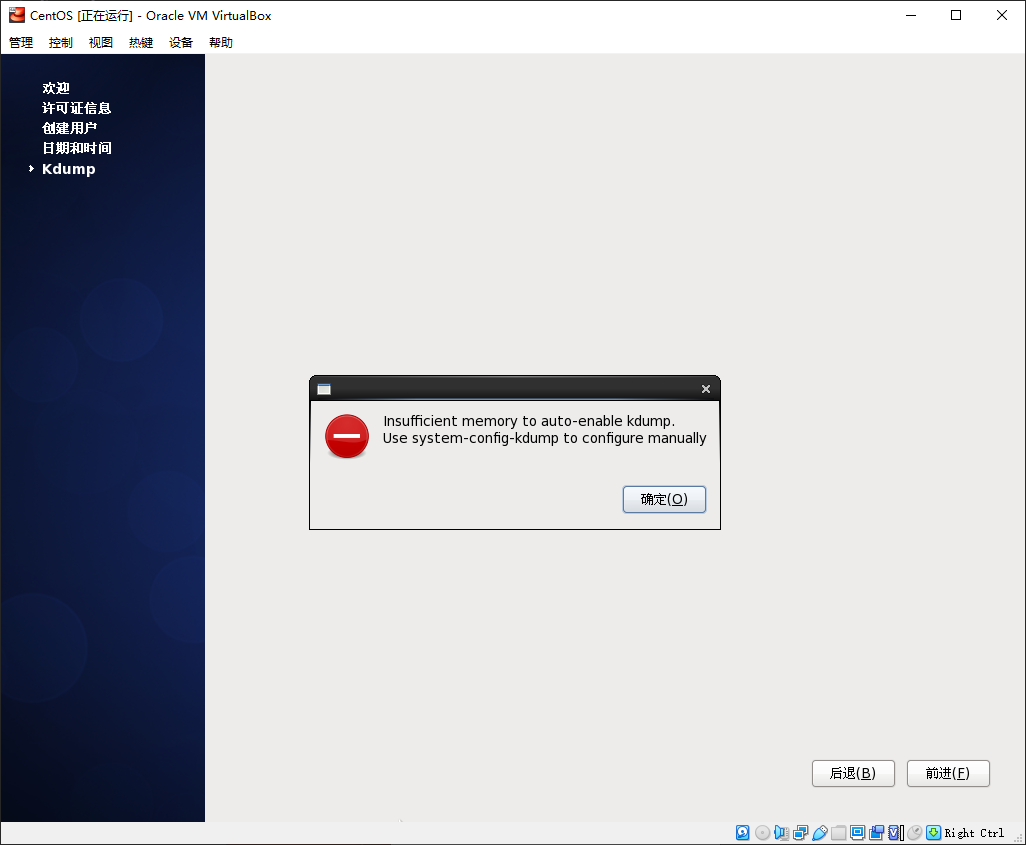 CentOS [正在运行] - Oracle VM VirtualBox
管理 控制 视图 热键 设备 帮助
欢迎
许可证信息
创建用户
日期和时间
Kdump
Insufficient memory to auto-enable kdump.
Use system-config-kdump to configure manually
确定(O)
后退(B) 前进(F)
Right Ctrl